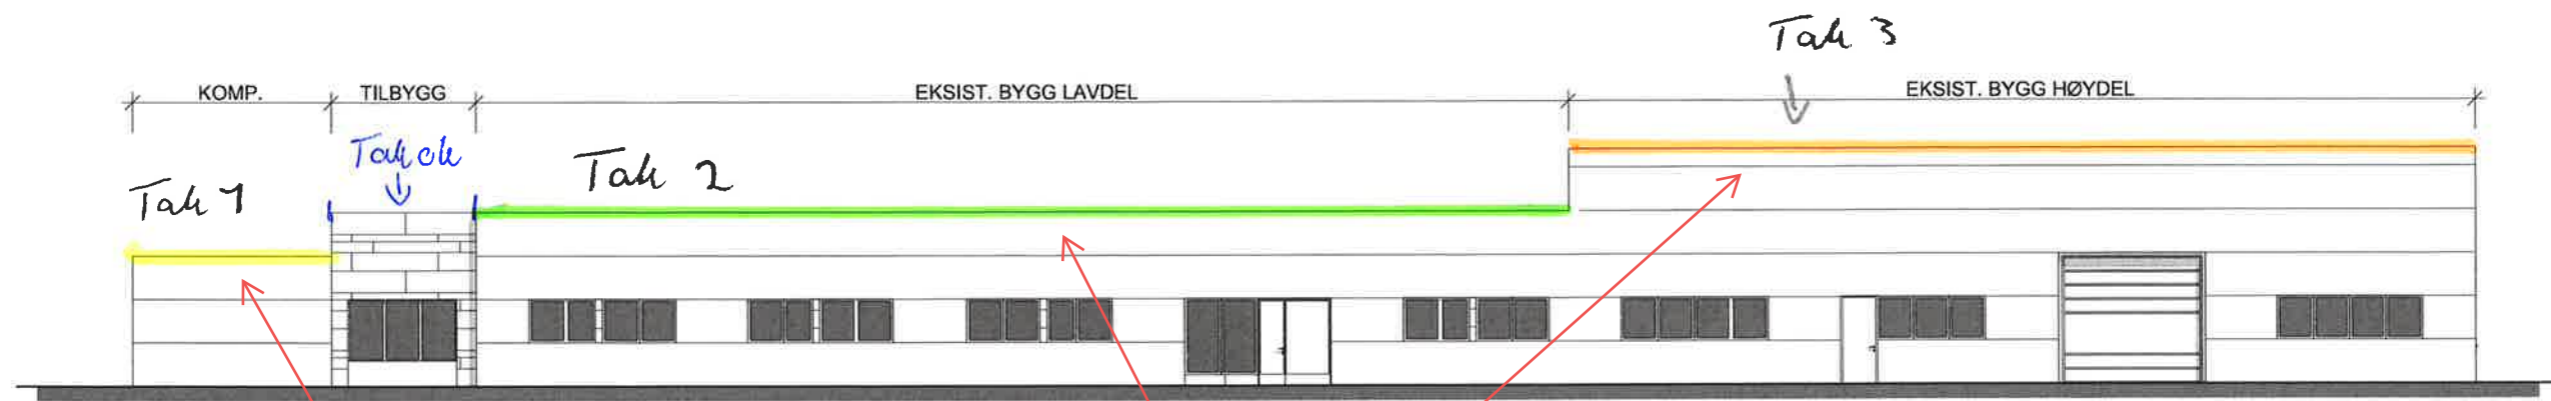 Tak 3
KOMP.
TILBYGG
EKSIST. BYGG LAVDEL
EKSIST. BYGG HØYDEL
Tak ok
Tak 2
Tak 1